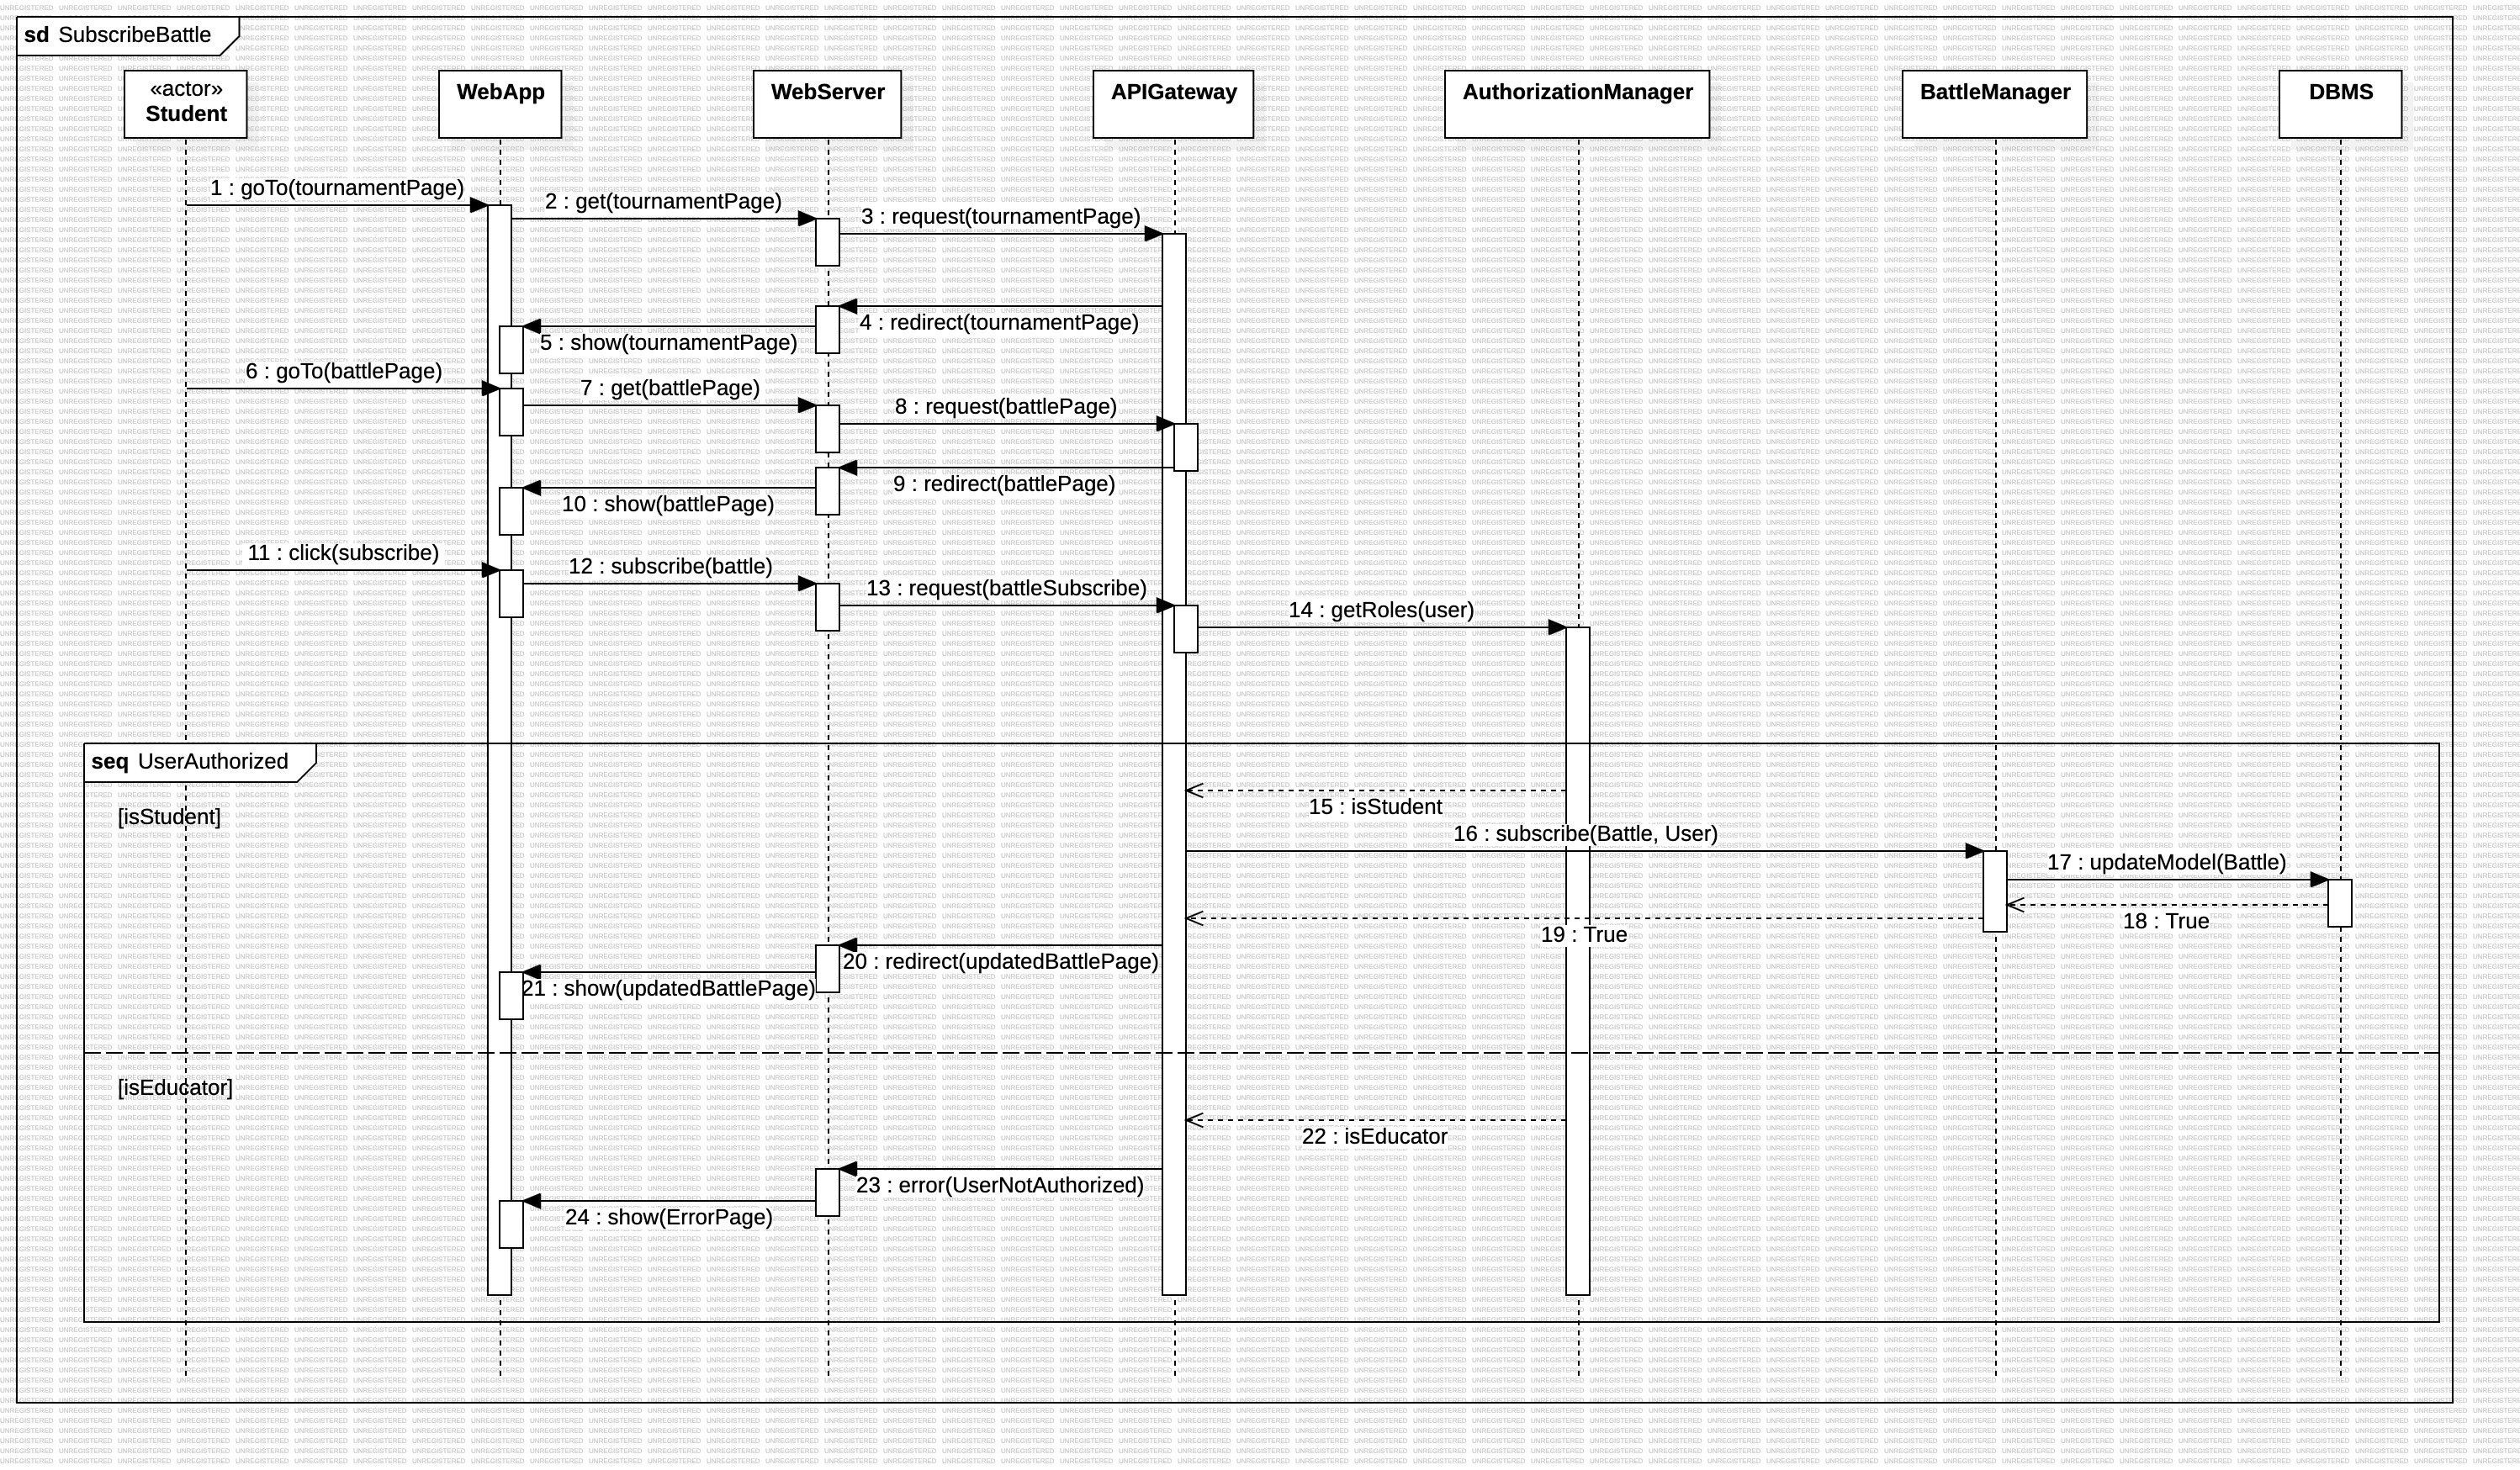 sd SubscribeBattle
«actor»
Student
WebApp
WebServer
APIGateway
AuthorizationManager
BattleManager
DBMS
1 : goTo(tournamentPage)
2 : get(tournamentPage)
3 : request(tournamentPage)
4 : redirect(tournamentPage)
5 : show(tournamentPage)
6 : goTo(battlePage)
7 : get(battlePage)
8 : request(battlePage)
9 : redirect(battlePage)
10 : show(battlePage)
11 : click(subscribe)
12 : subscribe(battle)
13 : request(battleSubscribe)
14 : getRoles(user)
seq UserAuthorized
[isStudent]
15 : isStudent
16 : subscribe(Battle, User)
17 : updateModel(Battle)
18 : True
19 : True
20 : redirect(updatedBattlePage)
21 : show(updatedBattlePage)
[isEducator]
22 : isEducator
23 : error(UserNotAuthorized)
24 : show(ErrorPage)
UNREGISTERED